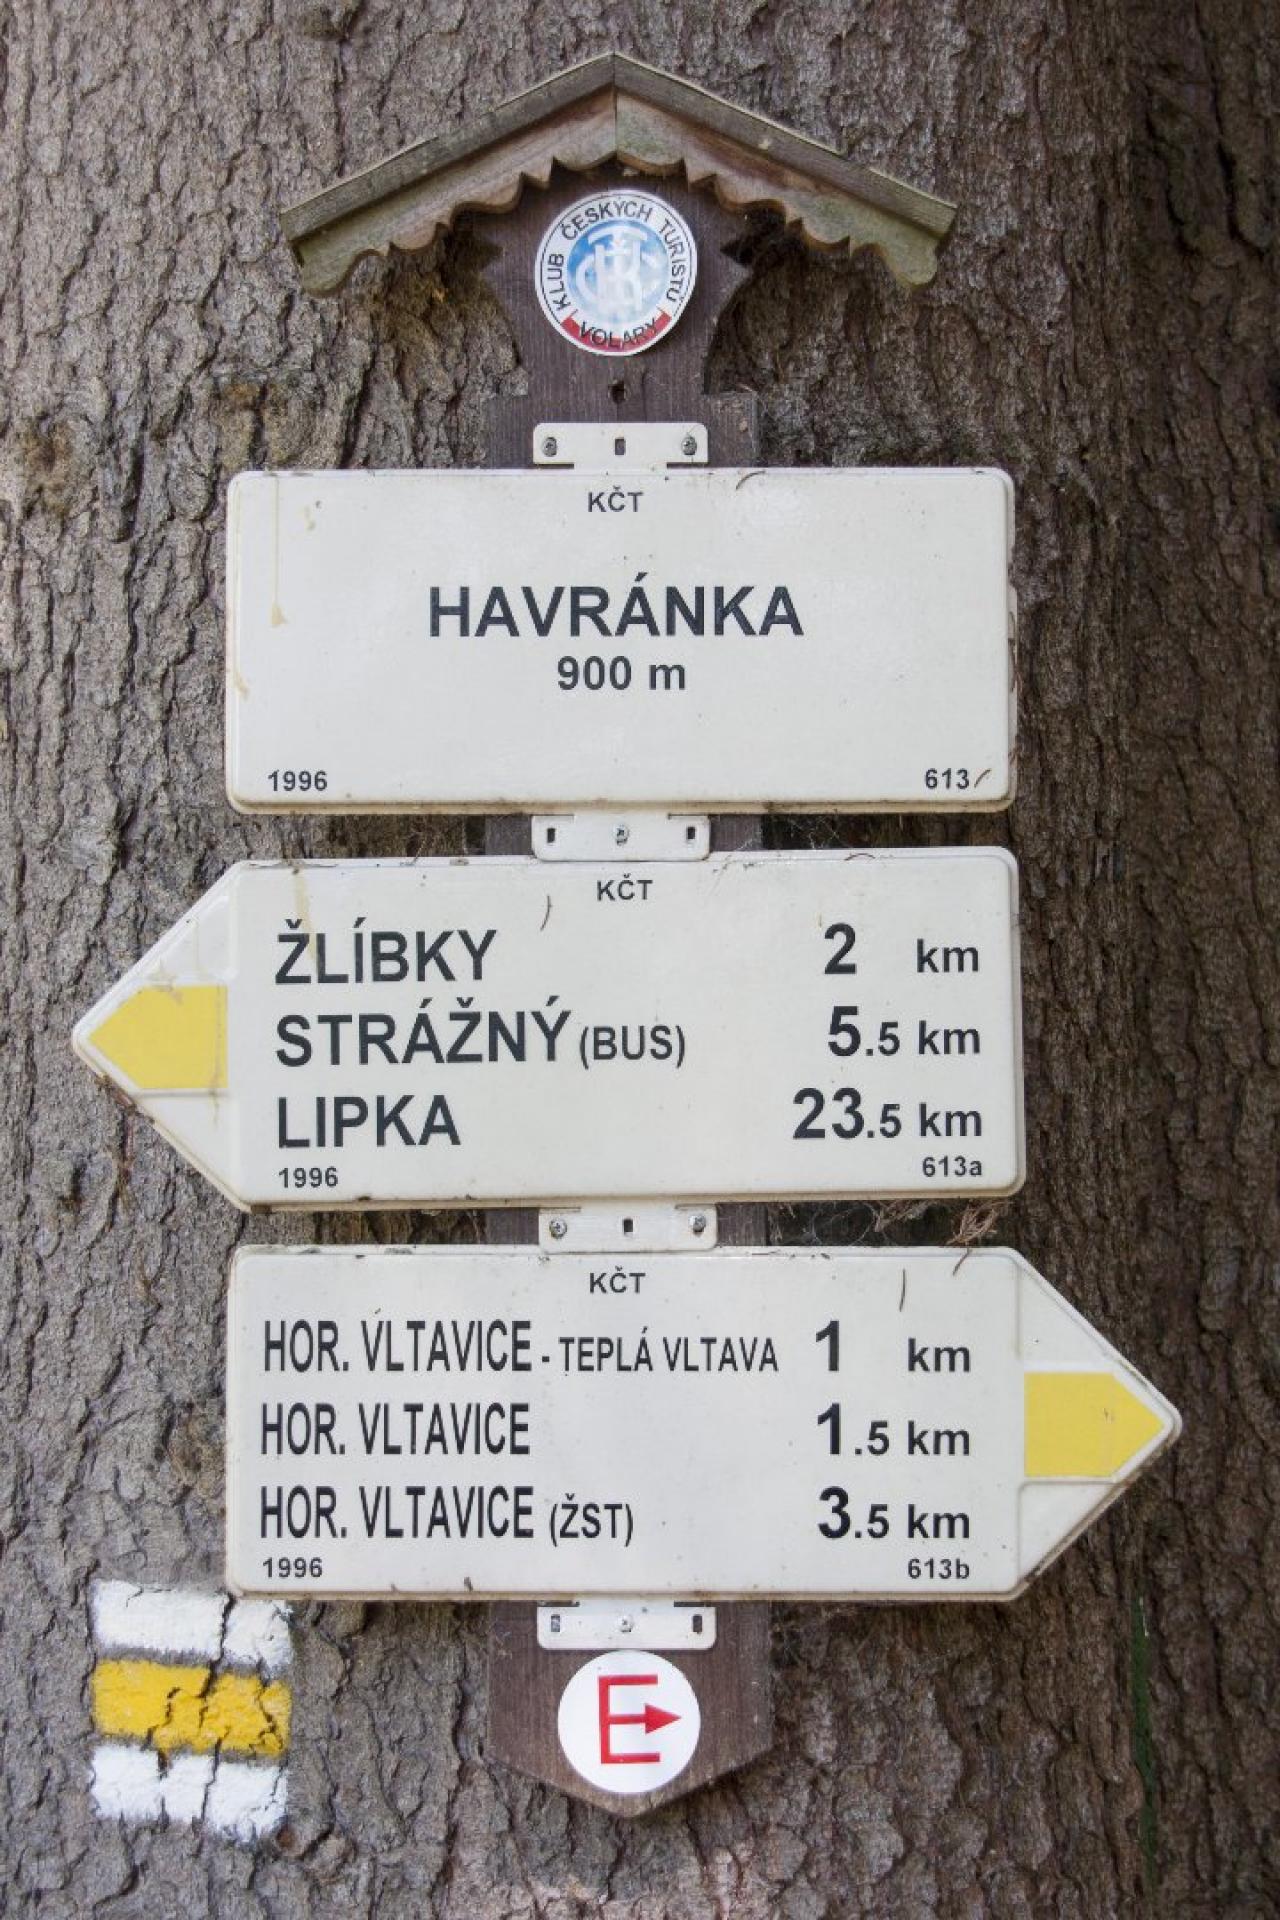 KLUB ČESKÝCH TURISTŮ
VOLARY
KČT
HAVRÁNKA
900 m
1996 613
KČT
ŽLÍBKY 2 km
STRÁŽNÝ (BUS) 5.5 km
LIPKA 23.5 km
1996 613a
KČT
HOR. VLTAVICE - TEPLÁ VLTAVA 1 km
HOR. VLTAVICE 1.5 km
HOR. VLTAVICE (ŽST) 3.5 km
1996 613b
E